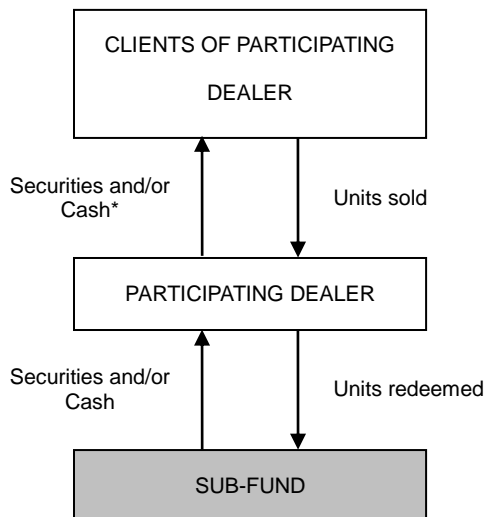 CLIENTS OF PARTICIPATING
DEALER
Securities and/or
Cash*
Units sold
PARTICIPATING DEALER
Securities and/or
Cash
Units redeemed
SUB-FUND